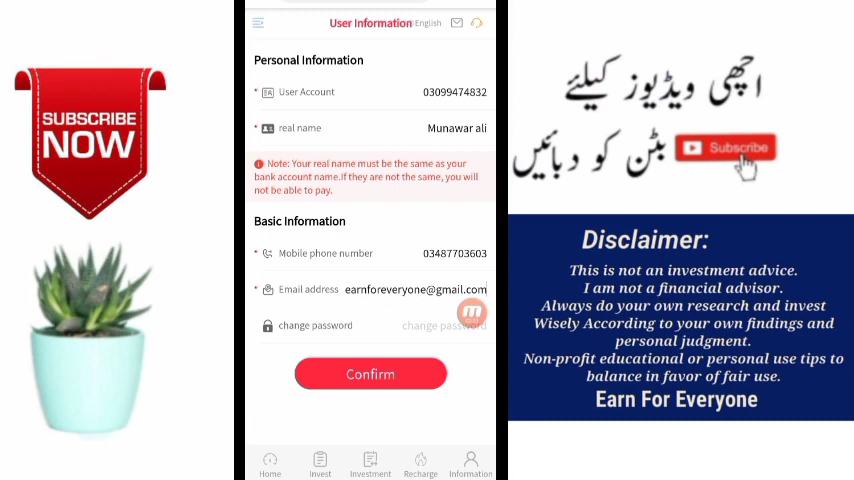 SUBSCRIBE
NOW
User Information
English
Personal Information
* User Account 03099474832
* real name Munawar ali
Note: Your real name must be the same as your
bank account name.If they are not the same, you will
not be able to pay.
Basic Information
* Mobile phone number 03487703603
* Email address earnforeveryone@gmail.com
change password change password
Confirm
Home Invest Investment Recharge Information
اچھی ویڈیوز کیلئے
بٹن کو دبائیں
Subscribe
Disclaimer:
This is not an investment advice.
I am not a financial advisor.
Always do your own research and invest
Wisely According to your own findings and
personal judgment.
Non-profit educational or personal use tips to
balance in favor of fair use.
Earn For Everyone